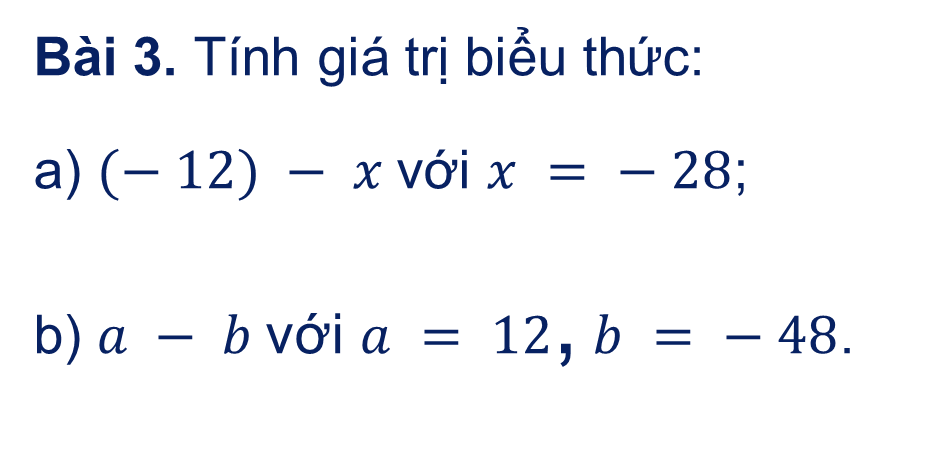 Bài 3. Tính giá trị biểu thức:
a) (− 12) − x với x = − 28;
b) a − b với a = 12, b = − 48.